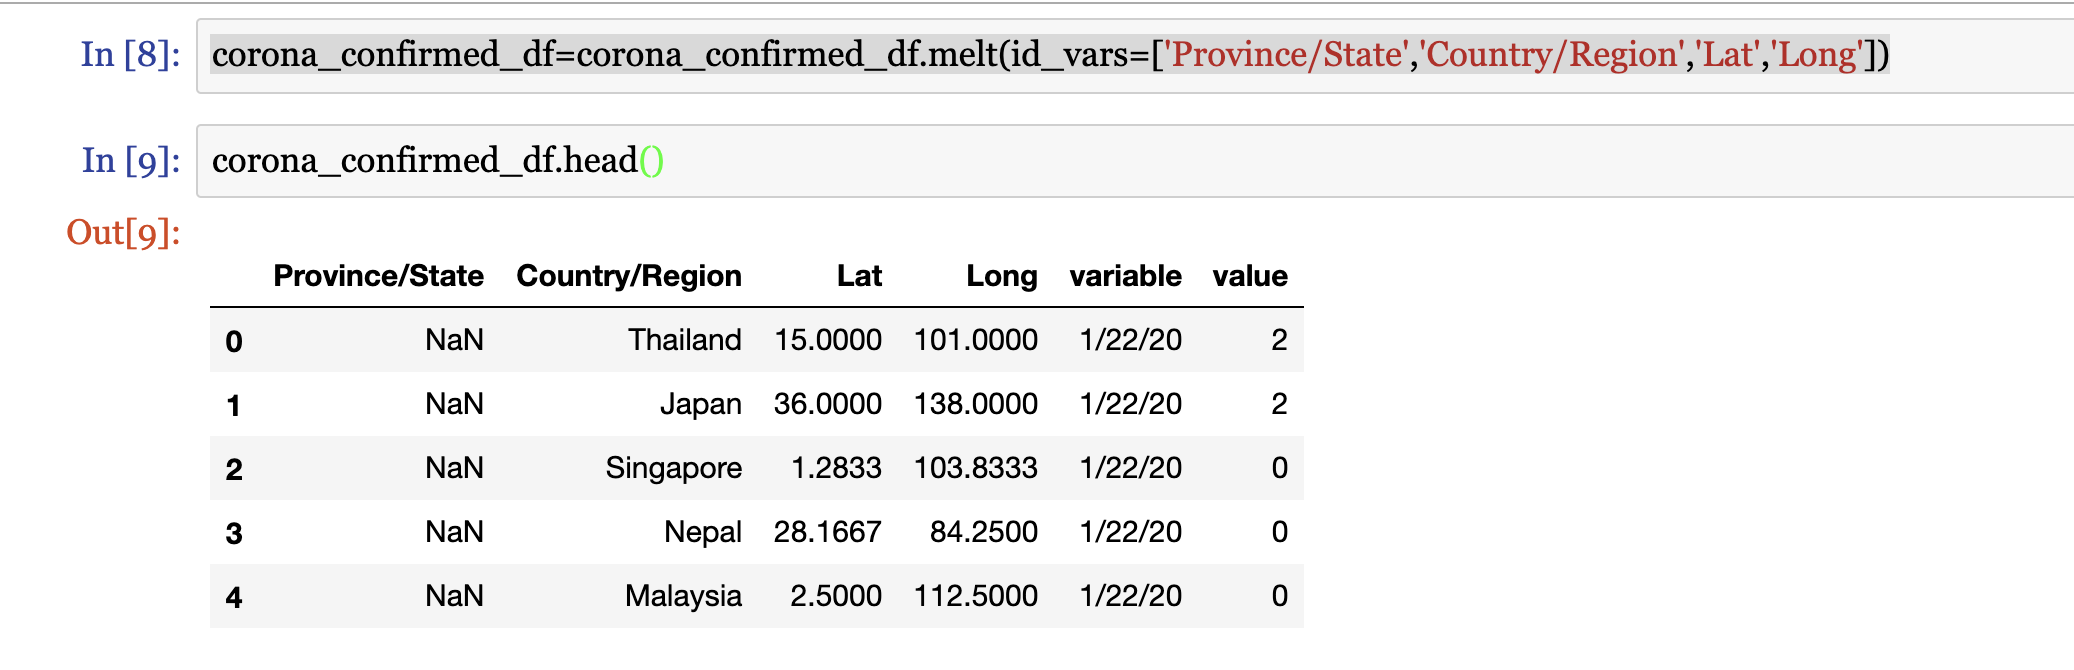 In [8]: corona_confirmed_df=corona_confirmed_df.melt(id_vars=['Province/State','Country/Region','Lat','Long'])
In [9]: corona_confirmed_df.head()
Out[9]:
Province/State Country/Region Lat Long variable value
0 NaN Thailand 15.0000 101.0000 1/22/20 2
1 NaN Japan 36.0000 138.0000 1/22/20 2
2 NaN Singapore 1.2833 103.8333 1/22/20 0
3 NaN Nepal 28.1667 84.2500 1/22/20 0
4 NaN Malaysia 2.5000 112.5000 1/22/20 0